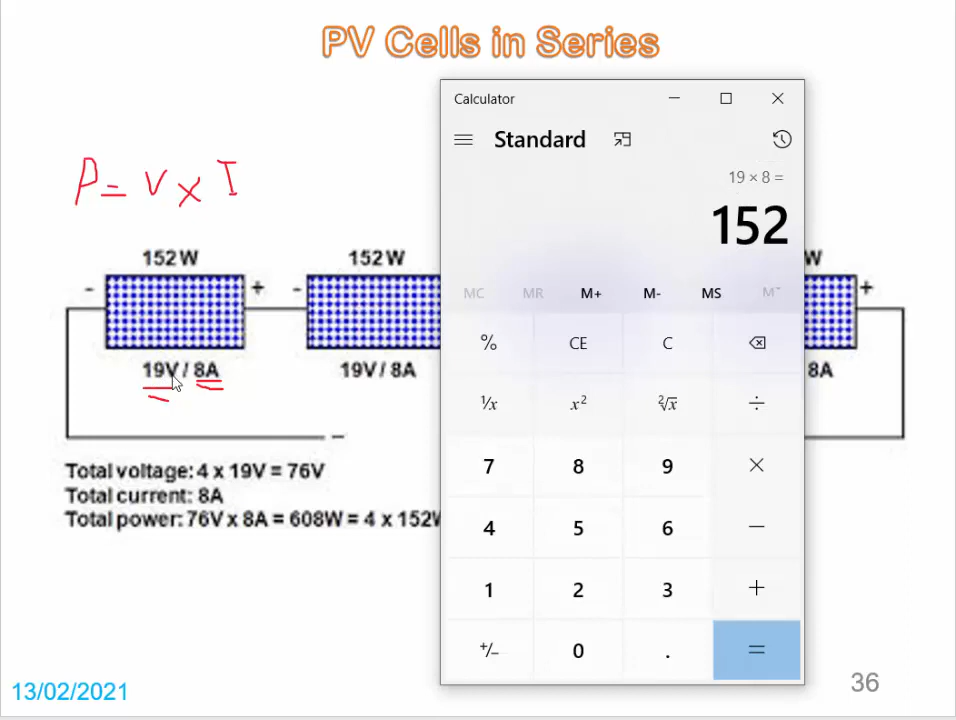 PV Cells in Series
P = V × I
152W
152W
W
- +
- +
19V / 8A
19V / 8A
8A
-
Total voltage: 4 x 19V = 76V
Total current: 8A
Total power: 76V x 8A = 608W = 4 x 152W
Calculator
Standard
19 × 8 =
152
MC MR M+ M- MS M˅
% CE C
¹/x x² ²√x ÷
7 8 9 ×
4 5 6 −
1 2 3 +
+/− 0 . =
13/02/2021
36